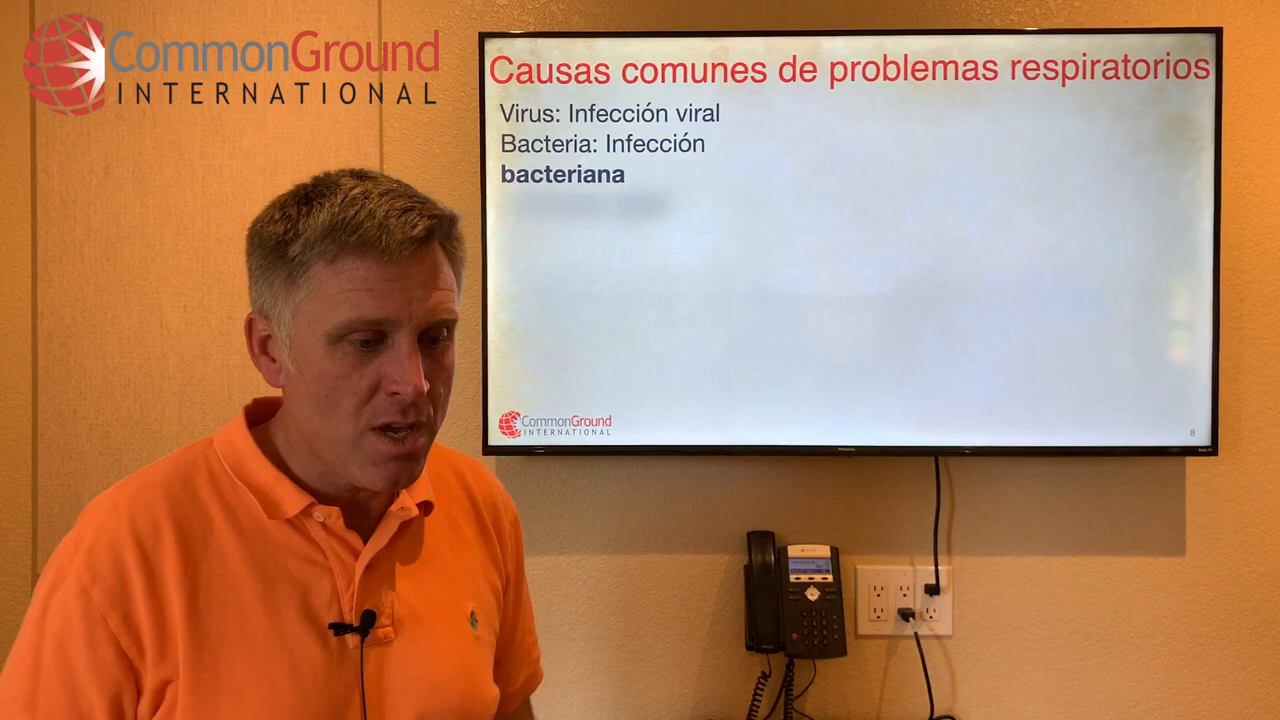 CommonGround
INTERNATIONAL
Causas comunes de problemas respiratorios
Virus: Infección viral
Bacteria: Infección
bacteriana
CommonGround
INTERNATIONAL
8